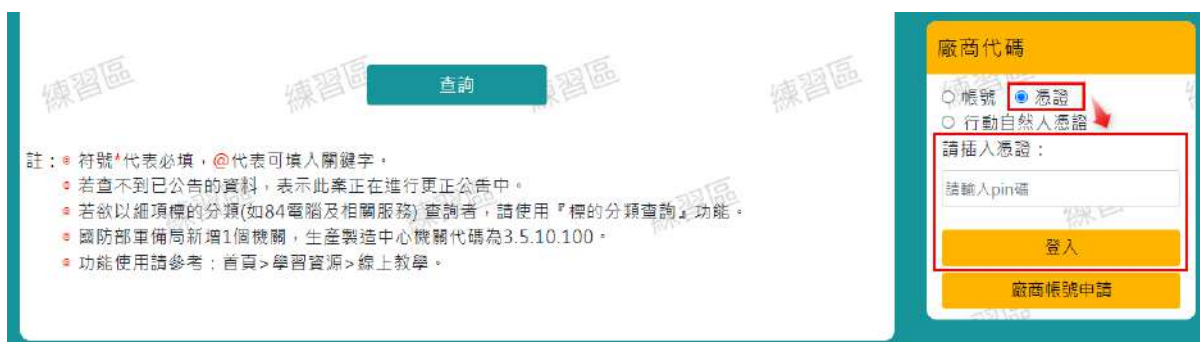 查詢
註：符號*代表必填，@代表可填入關鍵字。
若查不到已公告的資料，表示此案正在進行更正公告中。
若欲以細項標的分類(如84電腦及相關服務) 查詢者，請使用『標的分類查詢』功能。
國防部軍備局新增1個機關，生產製造中心機關代碼為3.5.10.100。
功能使用請參考：首頁>學習資源>線上教學。
廠商代碼
帳號 憑證
行動自然人憑證
請插入憑證：
請輸入pin碼
登入
廠商帳號申請
練習區
練習區
練習區
練習區
練習區
練習區